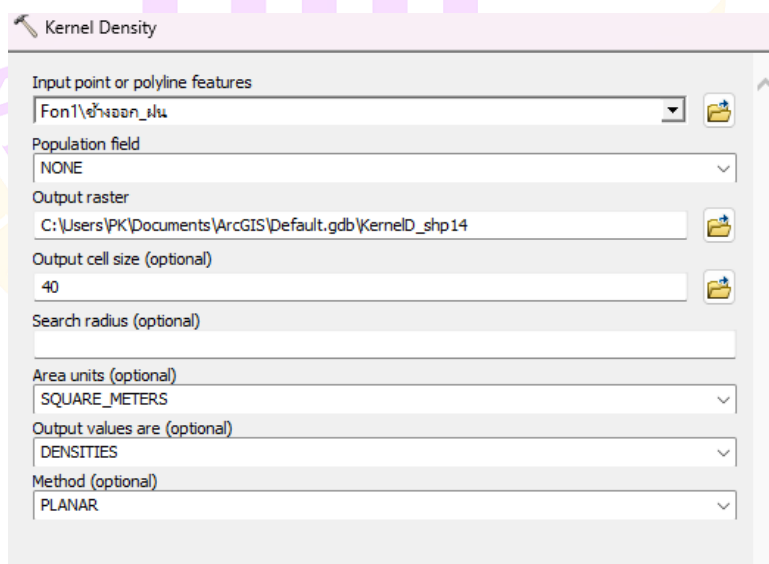 Kernel Density
Input point or polyline features
Fon1\ช้างออก_ฝน
Population field
NONE
Output raster
C:\Users\PK\Documents\ArcGIS\Default.gdb\KernelD_shp14
Output cell size (optional)
40
Search radius (optional)
Area units (optional)
SQUARE_METERS
Output values are (optional)
DENSITIES
Method (optional)
PLANAR